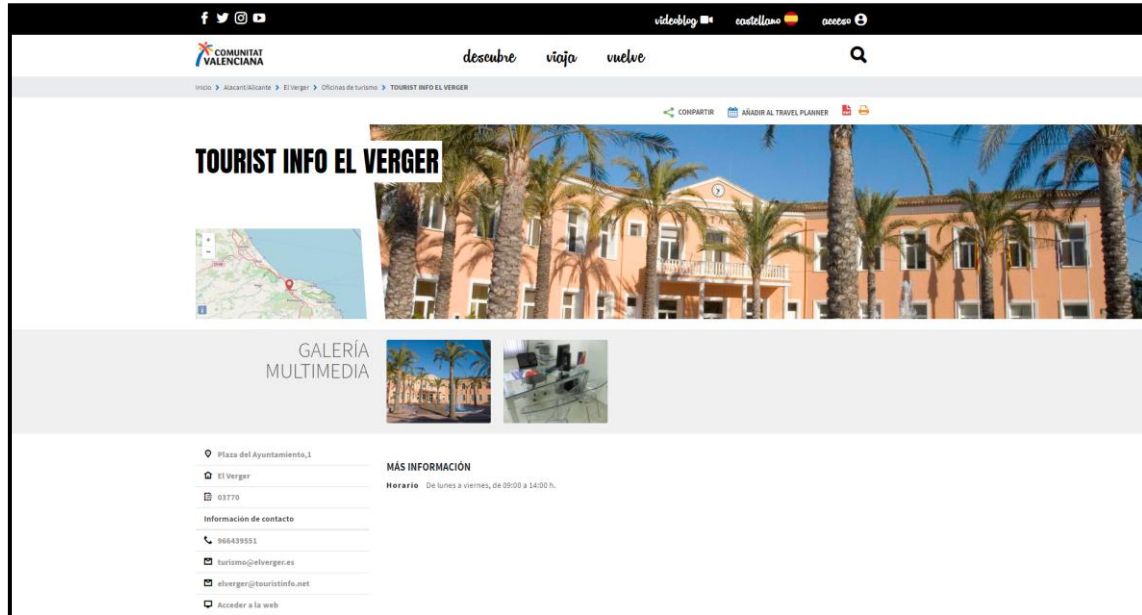 videoblog
castellano
acceso
COMUNITAT
VALENCIANA
descubre viaja vuelve
Inicio > Alacant/Alicante > El Verger > Oficinas de turismo > TOURIST INFO EL VERGER
COMPARTIR
AÑADIR AL TRAVEL PLANNER
TOURIST INFO EL VERGER
+
−
i
GALERÍA
MULTIMEDIA
Plaza del Ayuntamiento,1
El Verger
03770
Información de contacto
966439551
turismo@elverger.es
elverger@touristinfo.net
Acceder a la web
MÁS INFORMACIÓN
Horario De lunes a viernes, de 09:00 a 14:00 h.